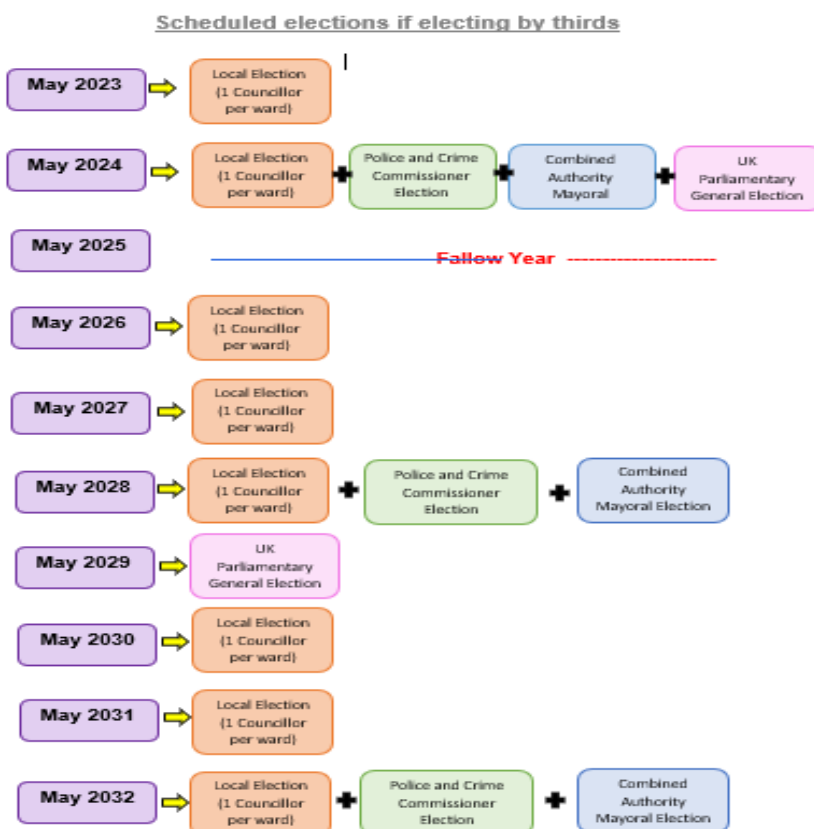 Scheduled elections if electing by thirds
May 2023
Local Election
(1 Councillor
per ward)
May 2024
Local Election
(1 Councillor
per ward)
Police and Crime
Commissioner
Election
Combined
Authority
Mayoral
UK
Parliamentary
General Election
May 2025
Fallow Year
May 2026
Local Election
(1 Councillor
per ward)
May 2027
Local Election
(1 Councillor
per ward)
May 2028
Local Election
(1 Councillor
per ward)
Police and Crime
Commissioner
Election
Combined
Authority
Mayoral Election
May 2029
UK
Parliamentary
General Election
May 2030
Local Election
(1 Councillor
per ward)
May 2031
Local Election
(1 Councillor
per ward)
May 2032
Local Election
(1 Councillor
per ward)
Police and Crime
Commissioner
Election
Combined
Authority
Mayoral Election